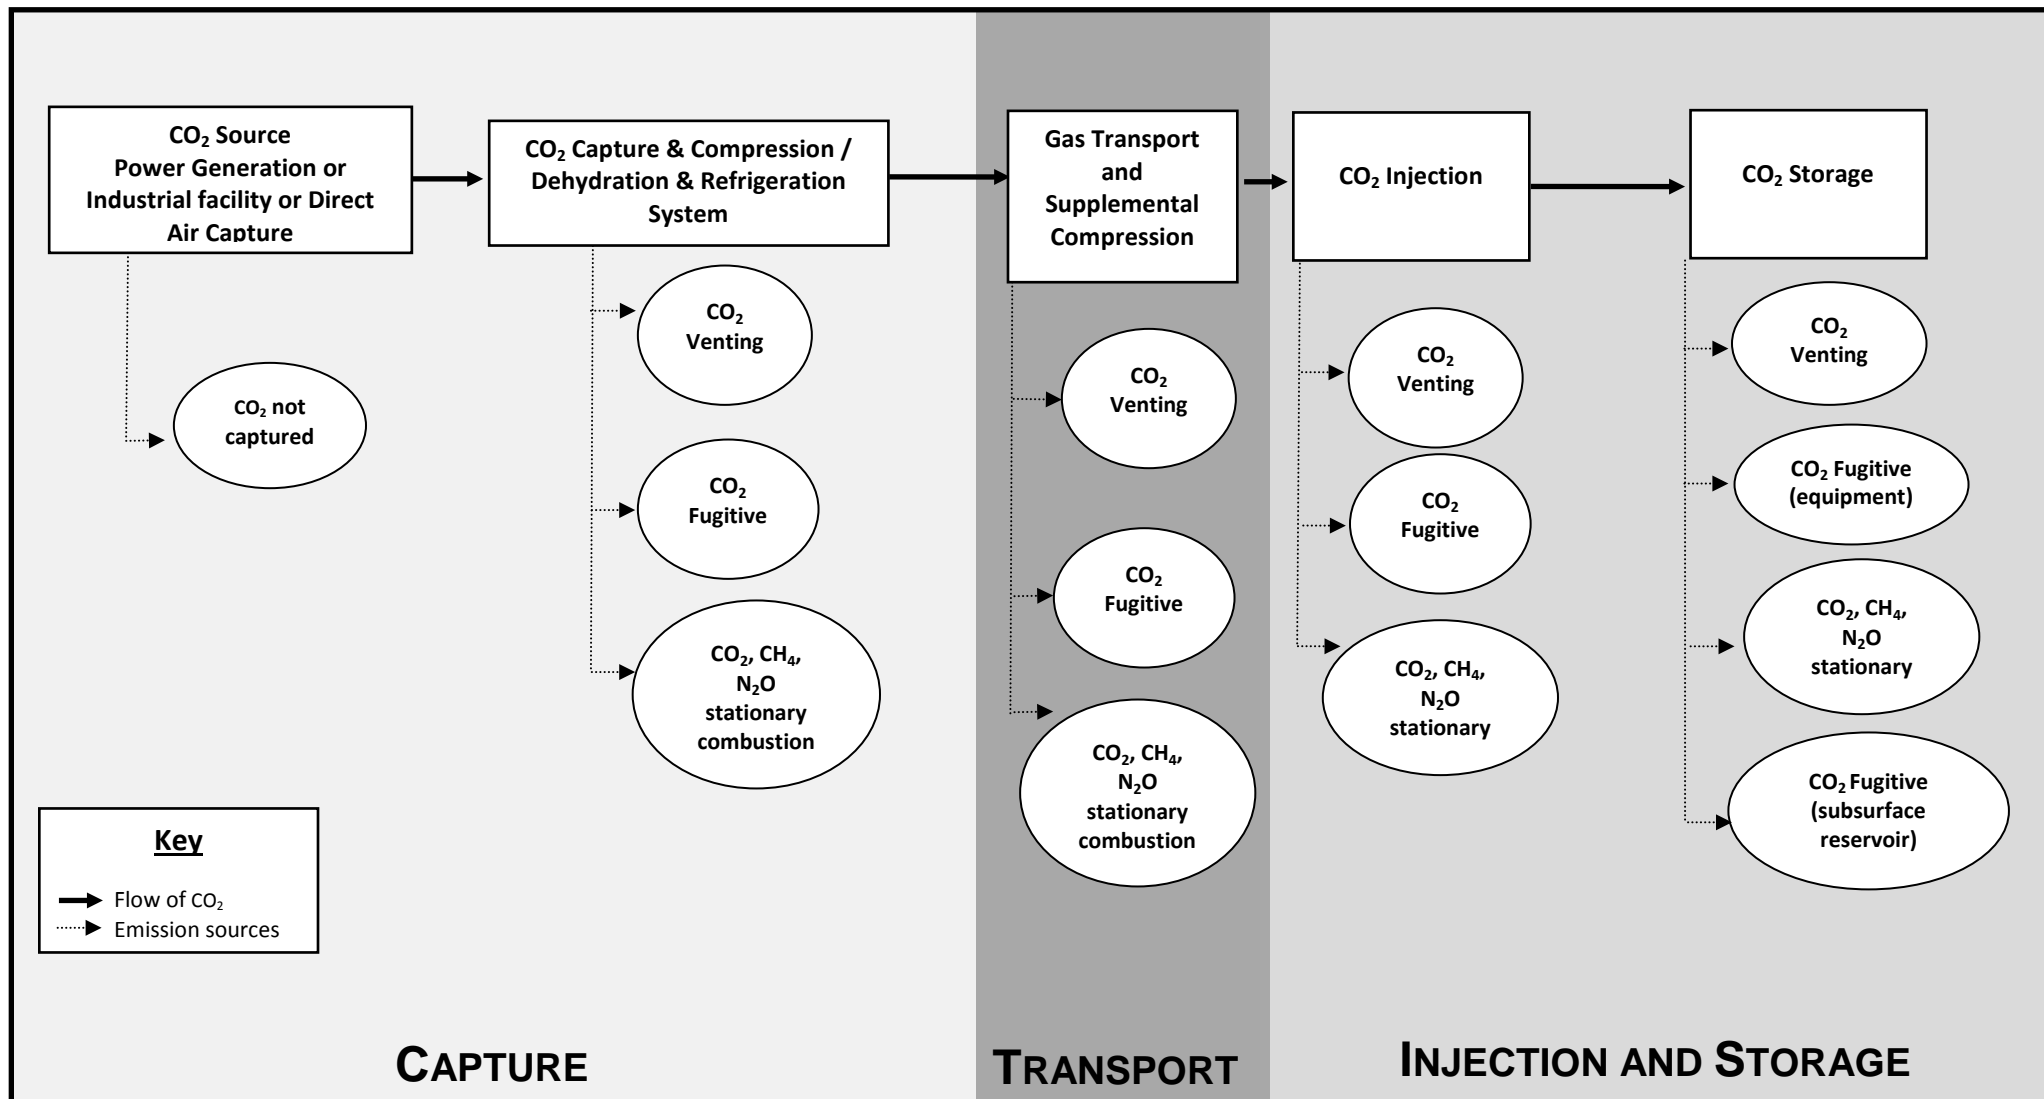 CO₂ Source
Power Generation or
Industrial facility or Direct
Air Capture
CO₂ not
captured
CO₂ Capture & Compression /
Dehydration & Refrigeration
System
CO₂
Venting
CO₂
Fugitive
CO₂, CH₄,
N₂O
stationary
combustion
Gas Transport
and
Supplemental
Compression
CO₂
Venting
CO₂
Fugitive
CO₂, CH₄,
N₂O
stationary
combustion
CO₂ Injection
CO₂
Venting
CO₂
Fugitive
CO₂, CH₄,
N₂O
stationary
CO₂ Storage
CO₂
Venting
CO₂ Fugitive
(equipment)
CO₂, CH₄,
N₂O
stationary
CO₂ Fugitive
(subsurface
reservoir)
Key
Flow of CO₂
Emission sources
CAPTURE
TRANSPORT
INJECTION AND STORAGE